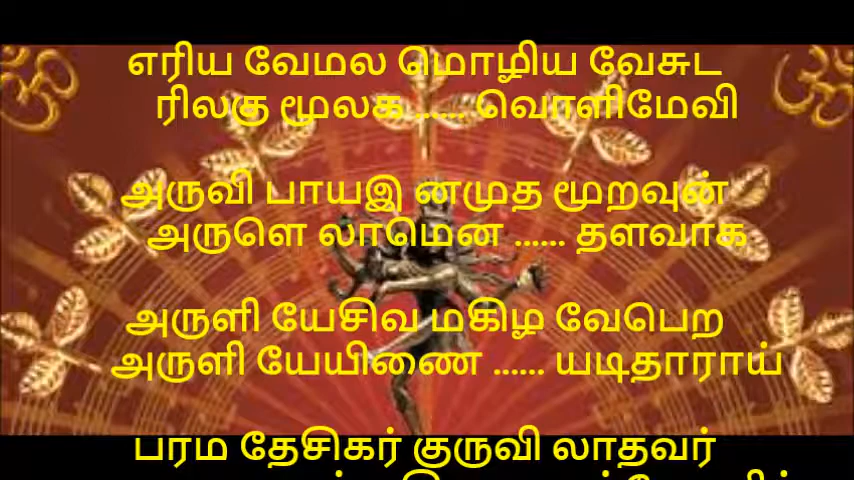 எரிய வேமல மொழிய வேசுட
ரிலகு மூலக ...... வொளிமேவி
அருவி பாயஇ னமுத மூறவுன்
அருளெ லாமென ...... தளவாக
அருளி யேசிவ மகிழ வேபெற
அருளி யேயிணை ...... யடிதாராய்
பரம தேசிகர் குருவி லாதவர்